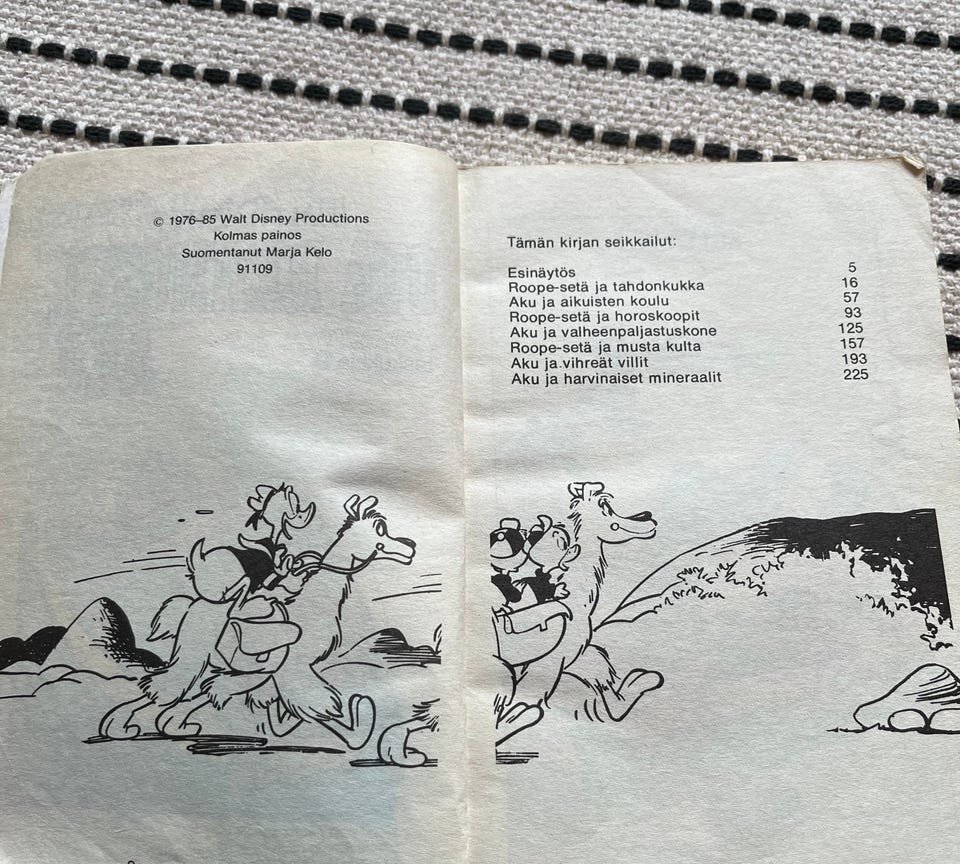 © 1976–85 Walt Disney Productions
Kolmas painos
Suomentanut Marja Kelo
91109
Tämän kirjan seikkailut:
Esinäytös 5
Roope-setä ja tahdonkukka 16
Aku ja aikuisten koulu 57
Roope-setä ja horoskoopit 93
Aku ja valheenpaljastuskone 125
Roope-setä ja musta kulta 157
Aku ja vihreät villit 193
Aku ja harvinaiset mineraalit 225